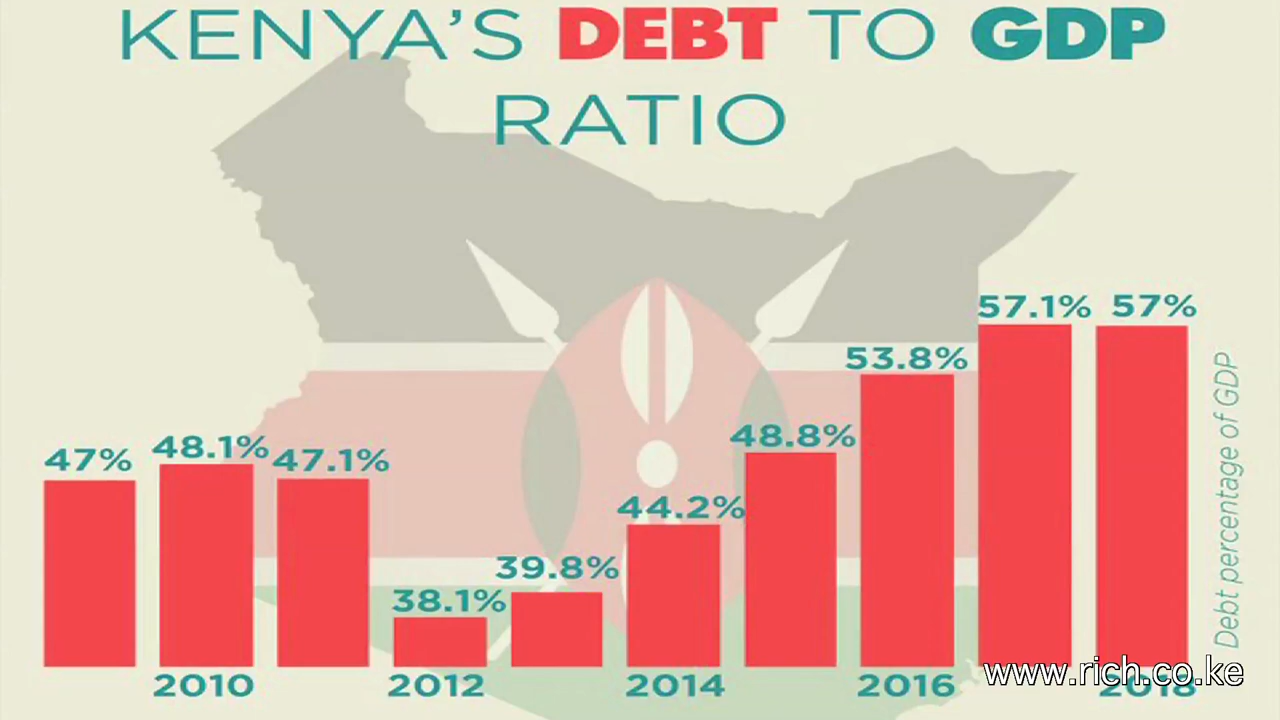 KENYA'S DEBT TO GDP
RATIO
57.1% 57%
53.8%
48.8%
47% 48.1% 47.1%
44.2%
39.8%
38.1%
Debt percentage of GDP
www.rich.co.ke
2010 2012 2014 2016 2018